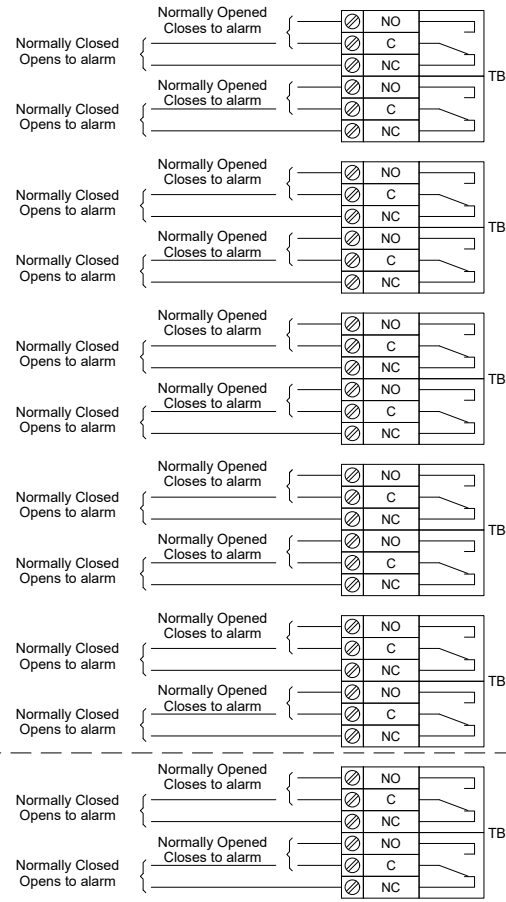 Normally Opened
Closes to alarm
NO
Normally Closed
Opens to alarm
C
NC
TB
Normally Opened
Closes to alarm
NO
Normally Closed
Opens to alarm
C
NC
Normally Opened
Closes to alarm
NO
Normally Closed
Opens to alarm
C
NC
TB
Normally Opened
Closes to alarm
NO
Normally Closed
Opens to alarm
C
NC
Normally Opened
Closes to alarm
NO
Normally Closed
Opens to alarm
C
NC
TB
Normally Opened
Closes to alarm
NO
Normally Closed
Opens to alarm
C
NC
Normally Opened
Closes to alarm
NO
Normally Closed
Opens to alarm
C
NC
TB
Normally Opened
Closes to alarm
NO
Normally Closed
Opens to alarm
C
NC
Normally Opened
Closes to alarm
NO
Normally Closed
Opens to alarm
C
NC
TB
Normally Opened
Closes to alarm
NO
Normally Closed
Opens to alarm
C
NC
Normally Opened
Closes to alarm
NO
Normally Closed
Opens to alarm
C
NC
TB
Normally Opened
Closes to alarm
NO
Normally Closed
Opens to alarm
C
NC